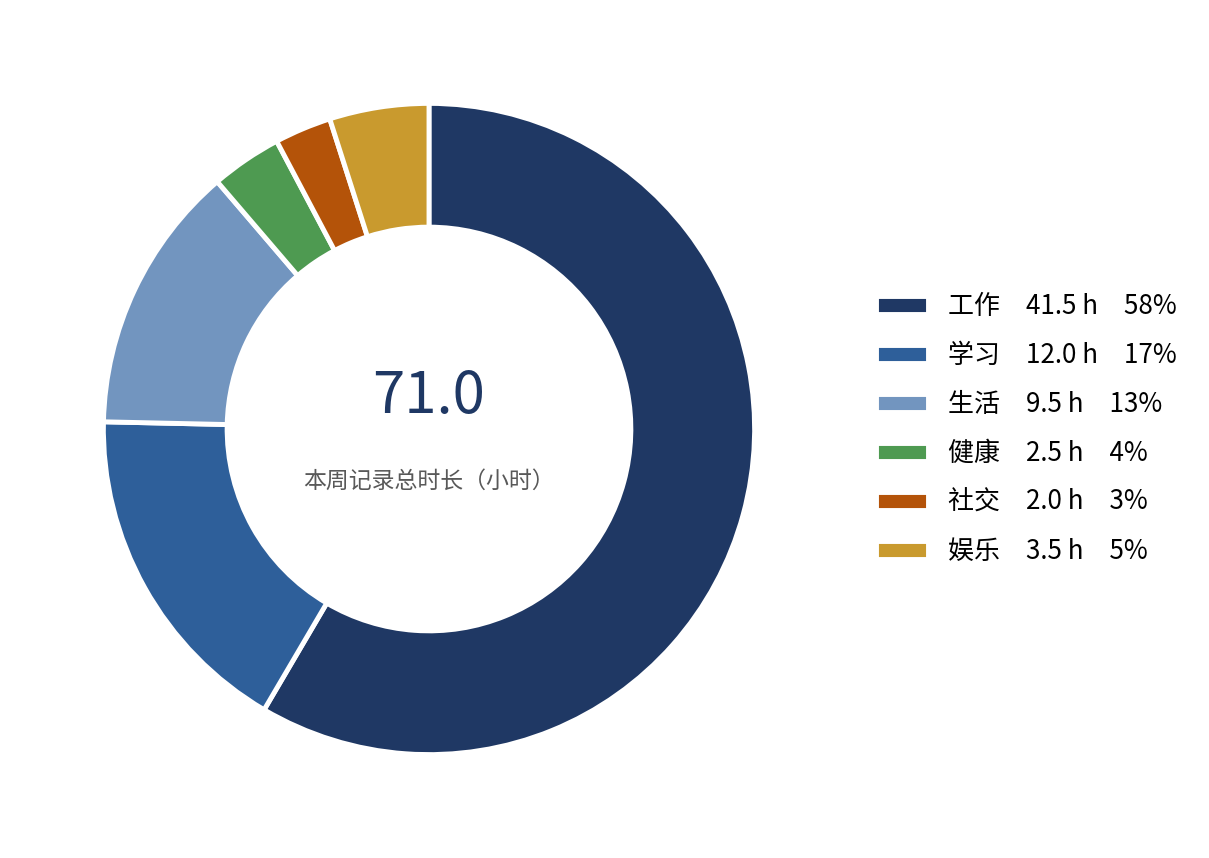 71.0
本周记录总时长（小时）
工作 41.5 h 58%
学习 12.0 h 17%
生活 9.5 h 13%
健康 2.5 h 4%
社交 2.0 h 3%
娱乐 3.5 h 5%